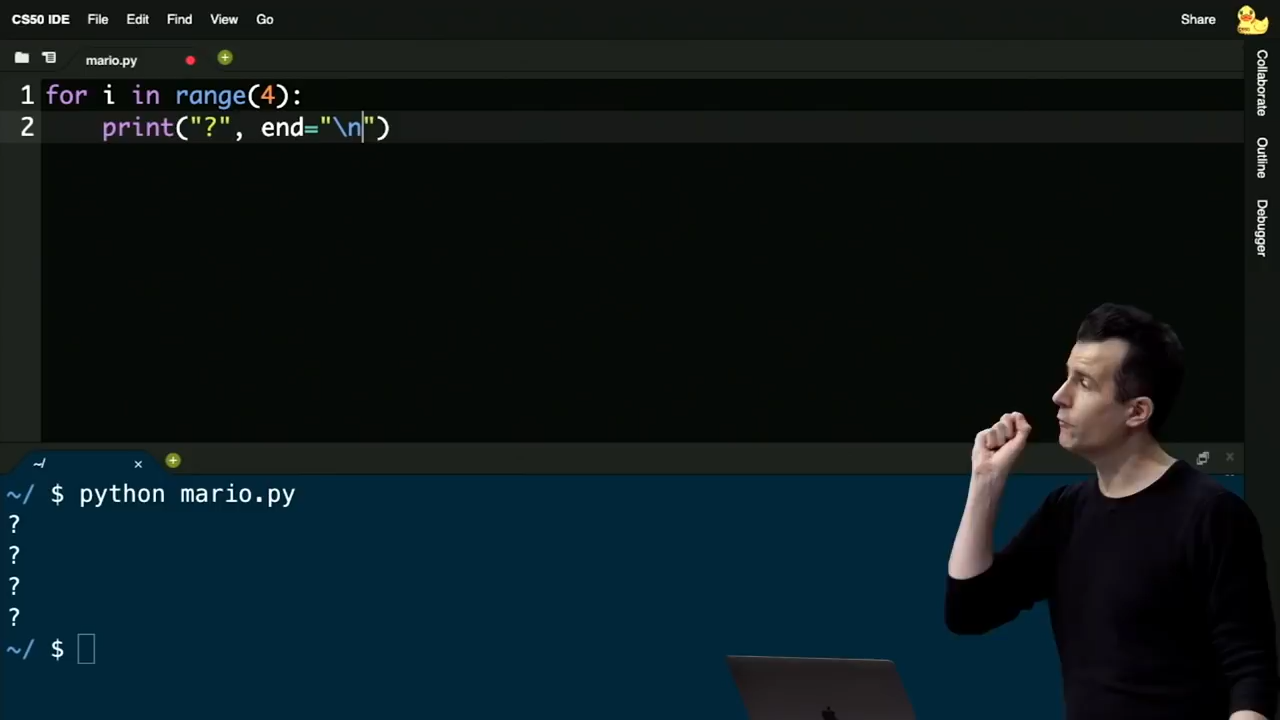 CS50 IDE File Edit Find View Go Share
mario.py
1 for i in range(4):
2     print("?", end="\n")
Collaborate
Outline
Debugger
~/ $ python mario.py
?
?
?
?
~/ $